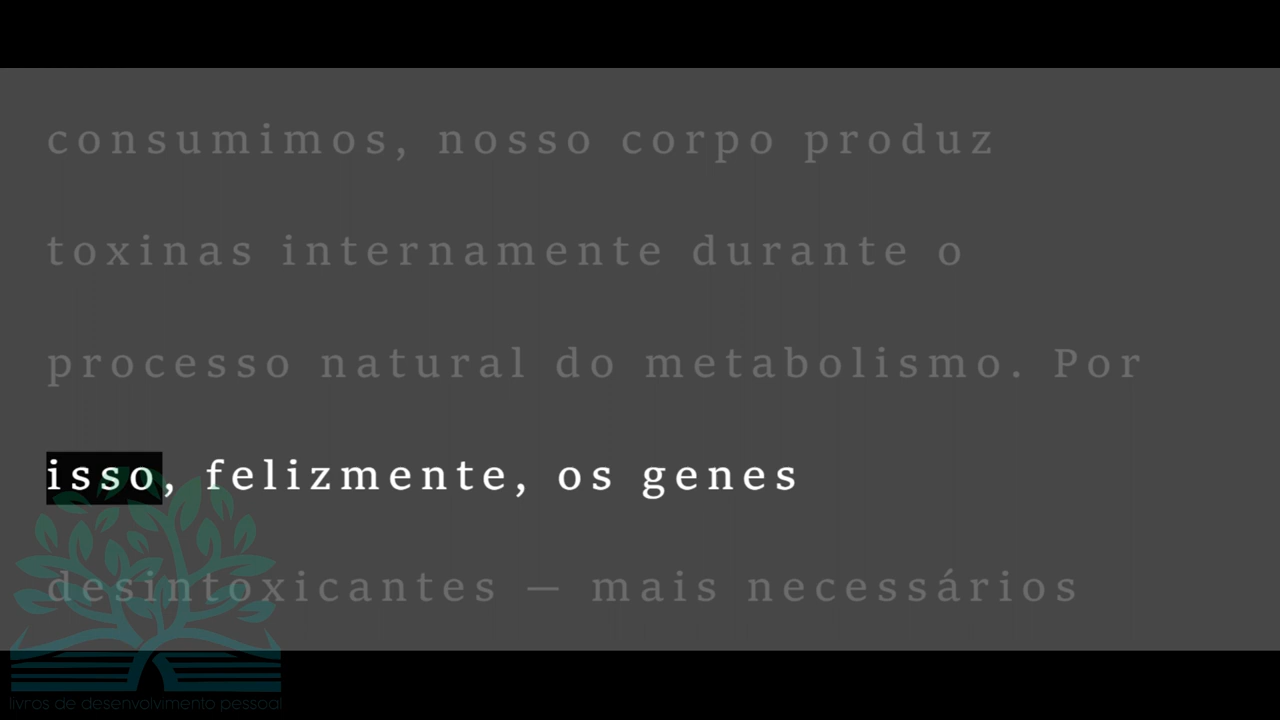 consumimos, nosso corpo produz
toxinas internamente durante o
processo natural do metabolismo. Por
isso, felizmente, os genes
desintoxicantes — mais necessários
livros de desenvolvimento pessoal